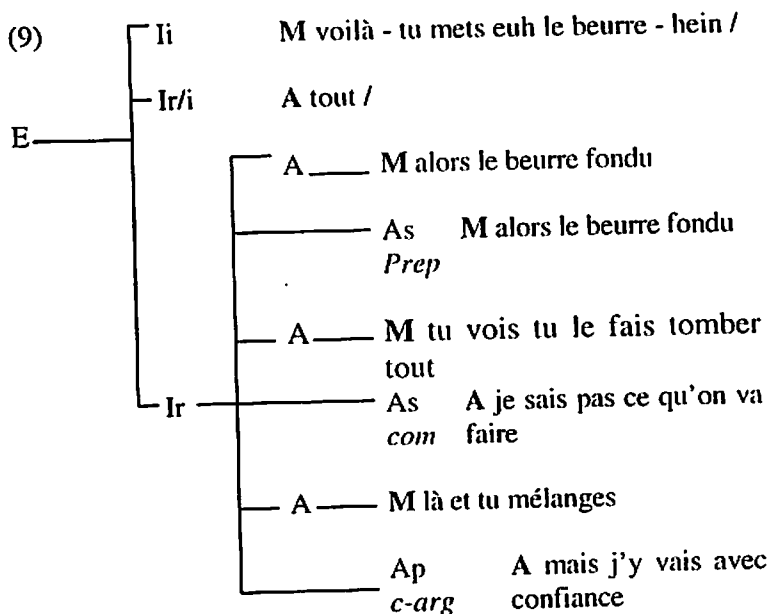 (9) Ii M voilà - tu mets euh le beurre - hein /
Ir/i A tout /
E
A M alors le beurre fondu
As M alors le beurre fondu
Prep
A M tu vois tu le fais tomber
tout
Ir As A je sais pas ce qu'on va
com faire
A M là et tu mélanges
Ap A mais j'y vais avec
c-arg confiance